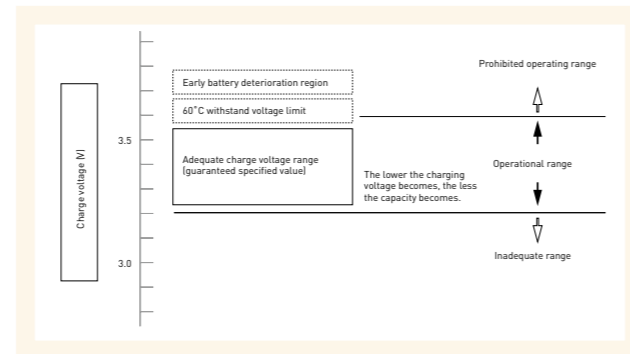 Prohibited operating range
Early battery deterioration region
60˚C withstand voltage limit
3.5
Adequate charge voltage range
(guaranteed specified value)
Operational range
The lower the charging
voltage becomes, the less
the capacity becomes.
Charge voltage (V)
Inadequate range
3.0